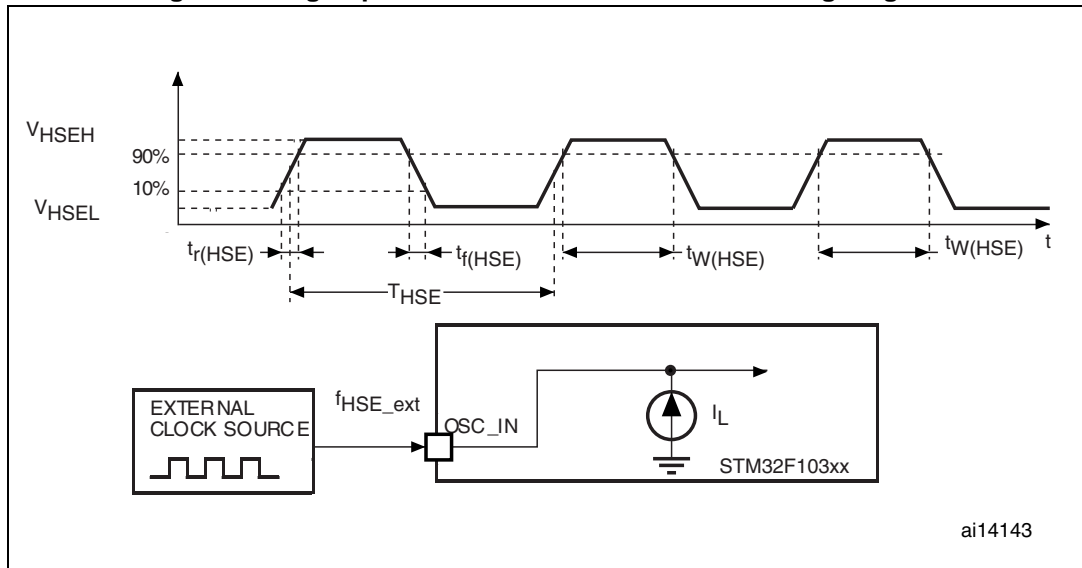 VHSEH
90%
10%
VHSEL
tr(HSE)
tf(HSE)
tW(HSE)
tW(HSE)
t
THSE
EXTERNAL
CLOCK SOURCE
fHSE_ext
OSC_IN
IL
STM32F103xx
ai14143